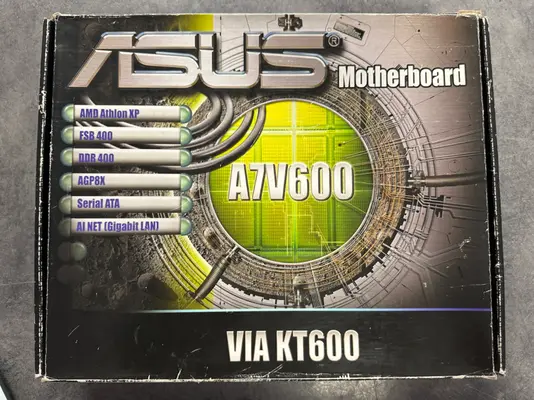 ASUS®
Motherboard
AMD Athlon XP
FSB 400
DDR 400
AGP8X
Serial ATA
AI NET (Gigabit LAN)
A7V600
VIA KT600